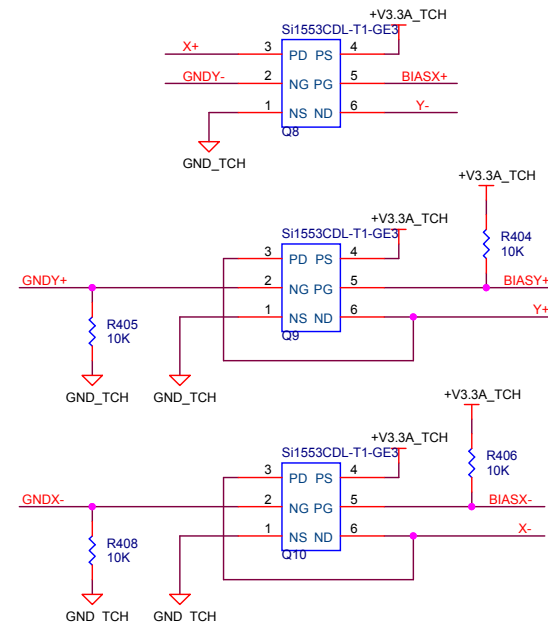 +V3.3A_TCH
Si1553CDL-T1-GE3
X+ 3 PD PS 4
GNDY- 2 NG PG 5 BIASX+
1 NS ND 6 Y-
Q8
GND_TCH
+V3.3A_TCH
+V3.3A_TCH
Si1553CDL-T1-GE3
R404
10K
3 PD PS 4
GNDY+ 2 NG PG 5 BIASY+
1 NS ND 6 Y+
Q9
R405
10K
GND_TCH GND_TCH
+V3.3A_TCH
+V3.3A_TCH
Si1553CDL-T1-GE3
R406
10K
3 PD PS 4
GNDX- 2 NG PG 5 BIASX-
1 NS ND 6 X-
Q10
R408
10K
GND_TCH GND_TCH